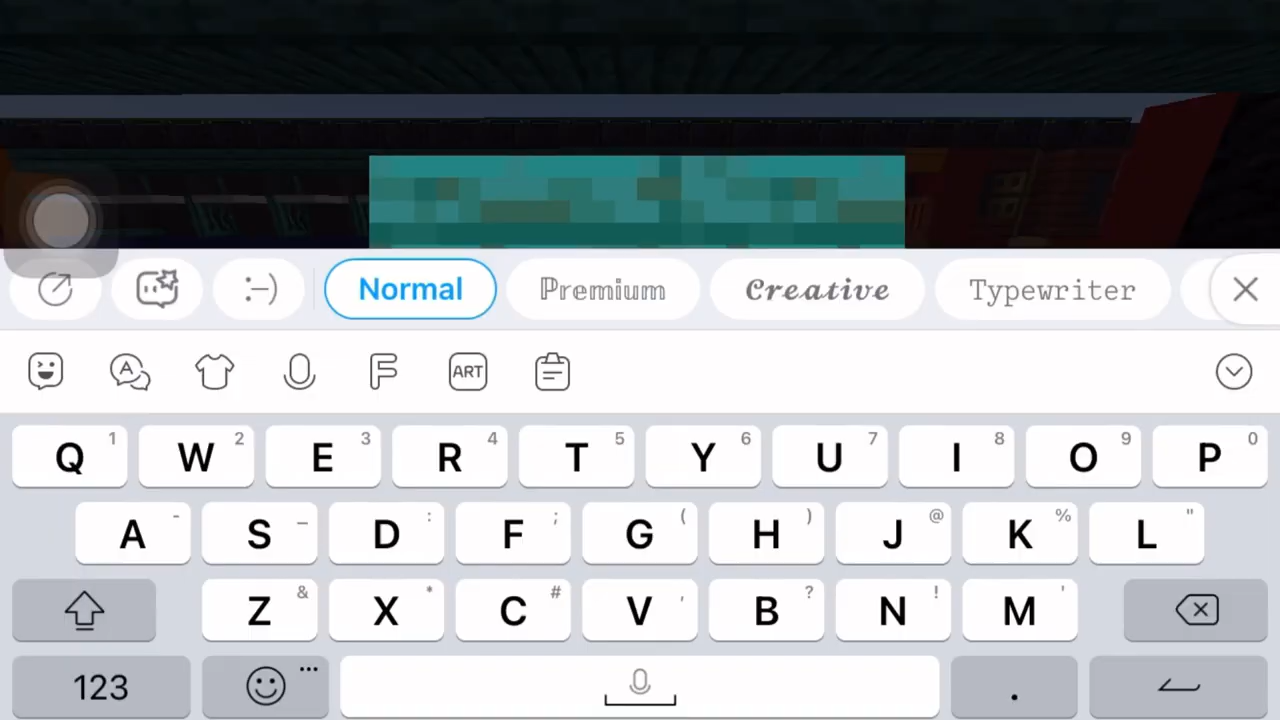 :-) Normal Premium Creative Typewriter
ART
Q 1 W 2 E 3 R 4 T 5 Y 6 U 7 I 8 O 9 P 0
A - S _ D : F ; G ( H ) J @ K % L "
Z & X * C # V , B ? N ! M '
123 ... .